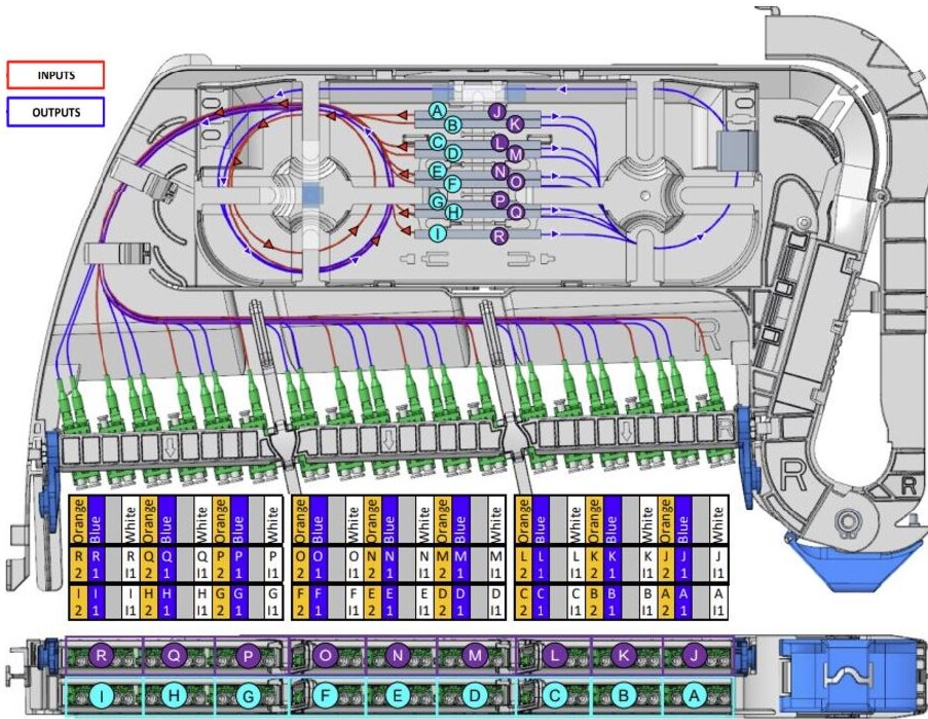 INPUTS
OUTPUTS
A J
B K
C L
D M
E N
F O
G P
H Q
I R
R
R
R
R
Orange Blue White Orange Blue White Orange Blue White Orange Blue White Orange Blue White Orange Blue White Orange Blue White Orange Blue White Orange Blue White
R2 R1 R I1 Q2 Q1 Q I1 P2 P1 P I1 O2 O1 O I1 N2 N1 N I1 M2 M1 M I1 L2 L1 L I1 K2 K1 K I1 J2 J1 J I1
I2 I1 I I1 H2 H1 H I1 G2 G1 G I1 F2 F1 F I1 E2 E1 E I1 D2 D1 D I1 C2 C1 C I1 B2 B1 B I1 A2 A1 A I1
R Q P O N M L K J
I H G F E D C B A